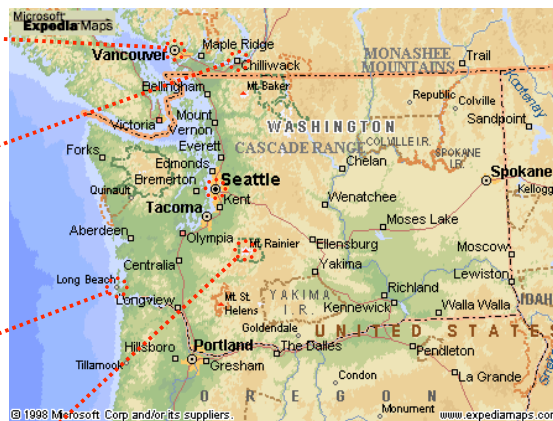 Microsoft
Expedia Maps
Vancouver
Maple Ridge
Chilliwack
MONASHEE
MOUNTAINS
Trail
Kootenay
Bellingham
Mt. Baker
Republic
Colville
Victoria
Mount
Vernon
WASHINGTON
Sandpoint
Forks
Everett
CASCADE RANGE
COLVILLE I.R.
SPOKANE
I.R.
Edmonds
Chelan
Spokane
Quinault
Bremerton
Seattle
Kellogg
Kent
Wenatchee
Tacoma
Moses Lake
Aberdeen
Olympia
Mt. Rainier
Ellensburg
Moscow
Centralia
Yakima
Long Beach
Lewiston
Richland
Longview
Mt St.
Helens
YAKIMA
I.R.
Kennewick
Walla Walla
IDAH
Goldendale
UNITED STATE
Hillsboro
Portland
The Dalles
Pendleton
Tillamook
Gresham
La Grande
Condon
OREGON
Monument
© 1998 Microsoft Corp and/or its suppliers.
www.expediamaps.com